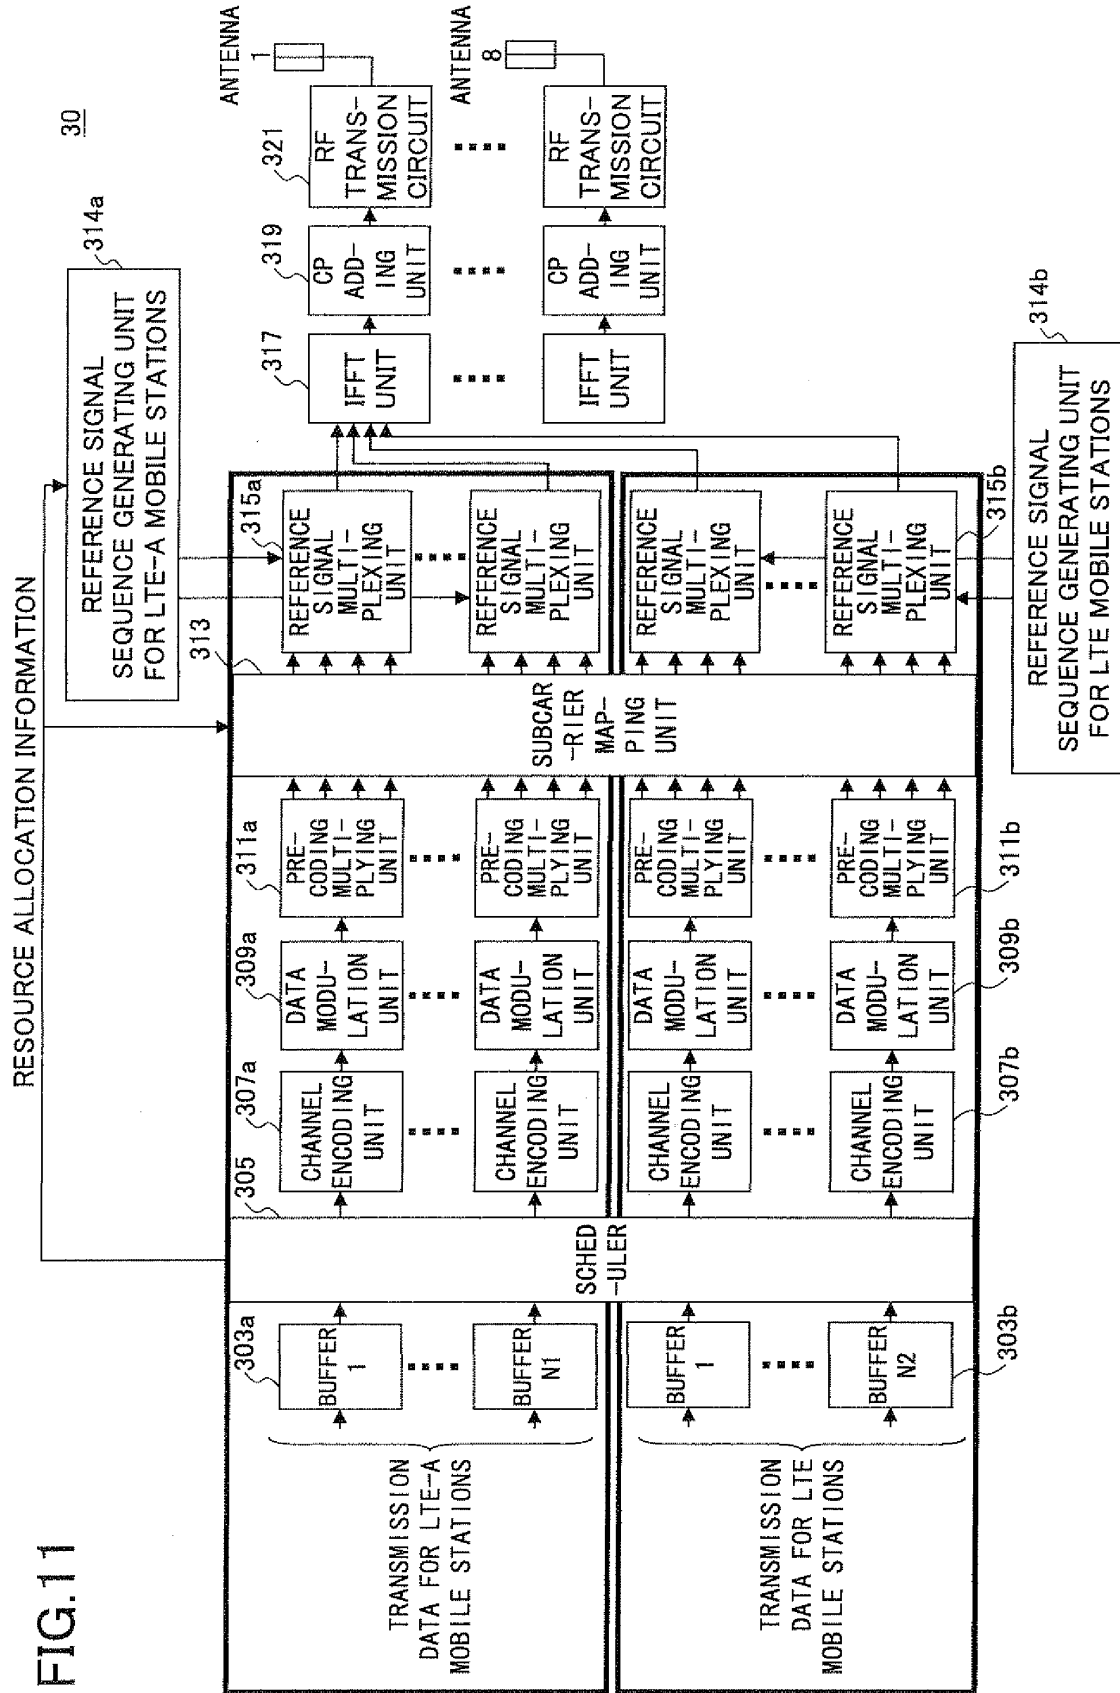 FIG.11
30
RESOURCE ALLOCATION INFORMATION
REFERENCE SIGNAL
SEQUENCE GENERATING UNIT
FOR LTE-A MOBILE STATIONS
314a
TRANSMISSION
DATA FOR LTE-A
MOBILE STATIONS
303a
BUFFER
1
BUFFER
N1
305
SCHED
-ULER
307a
CHANNEL
ENCODING
UNIT
CHANNEL
ENCODING
UNIT
309a
DATA
MODU-
LATION
UNIT
DATA
MODU-
LATION
UNIT
311a
PRE-
CODING
MULTI-
PLYING
UNIT
PRE-
CODING
MULTI-
PLYING
UNIT
313
SUBCAR
-RIER
MAP-
PING
UNIT
315a
REFERENCE
SIGNAL
MULTI-
PLEXING
UNIT
REFERENCE
SIGNAL
MULTI-
PLEXING
UNIT
317
IFFT
UNIT
319
CP
ADD-
ING
UNIT
321
RF
TRANS-
MISSION
CIRCUIT
ANTENNA
1
IFFT
UNIT
CP
ADD-
ING
UNIT
RF
TRANS-
MISSION
CIRCUIT
ANTENNA
8
TRANSMISSION
DATA FOR LTE
MOBILE STATIONS
BUFFER
1
BUFFER
N2
303b
CHANNEL
ENCODING
UNIT
CHANNEL
ENCODING
UNIT
307b
DATA
MODU-
LATION
UNIT
DATA
MODU-
LATION
UNIT
309b
PRE-
CODING
MULTI-
PLYING
UNIT
PRE-
CODING
MULTI-
PLYING
UNIT
311b
REFERENCE
SIGNAL
MULTI-
PLEXING
UNIT
REFERENCE
SIGNAL
MULTI-
PLEXING
UNIT
315b
REFERENCE SIGNAL
SEQUENCE GENERATING UNIT
FOR LTE MOBILE STATIONS
314b